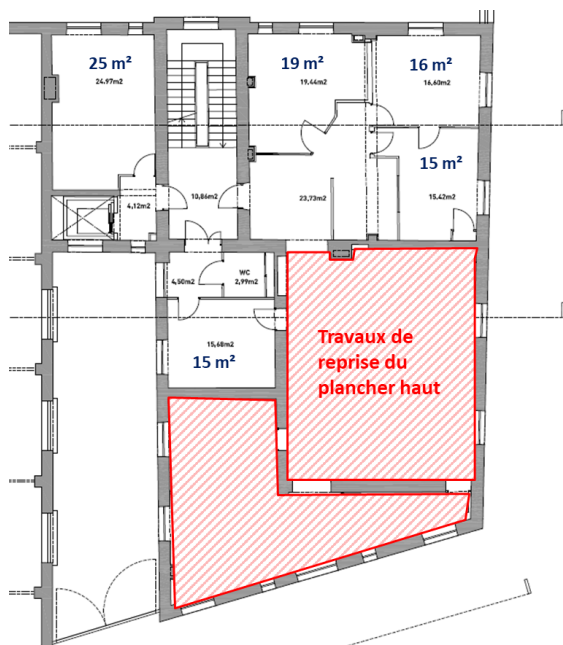 25 m²
24.97m2
19 m²
19.44m2
16 m²
16.60m2
15 m²
15.42m2
4,12m2
10,86m2
23,73m2
4,50m2
WC
2,99m2
15,68m2
15 m²
Travaux de
reprise du
plancher haut